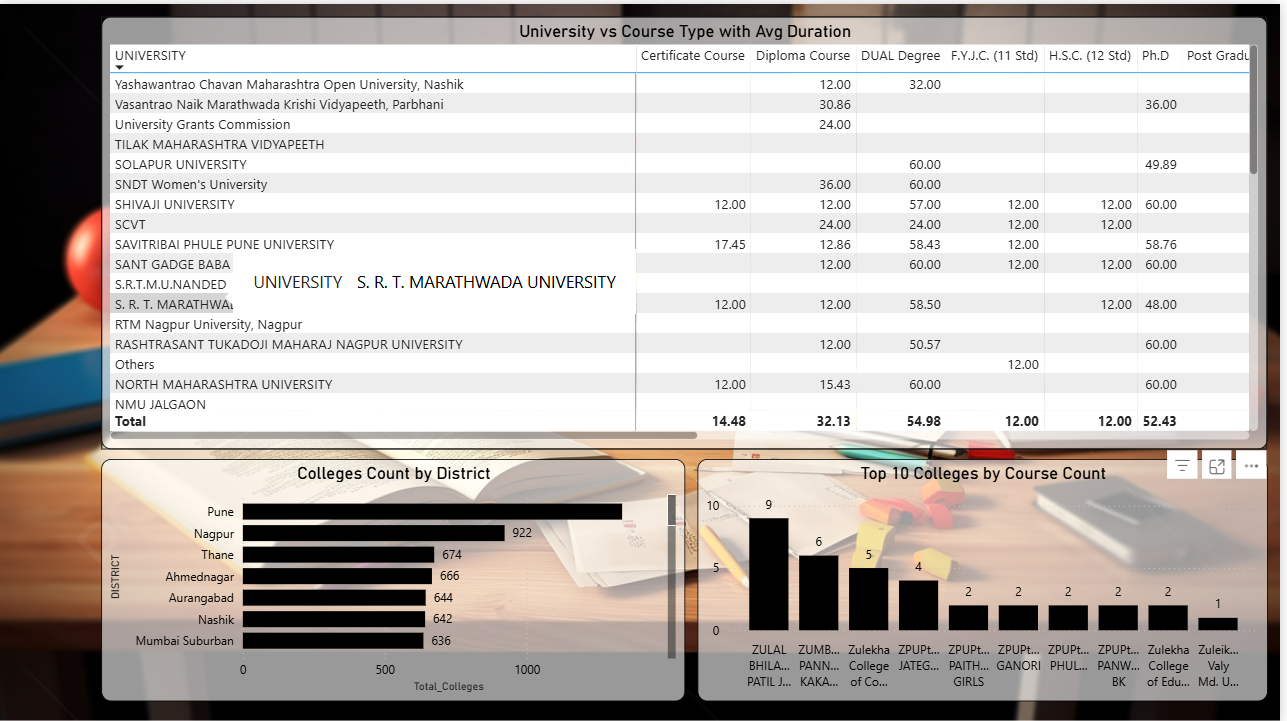 University vs Course Type with Avg Duration
UNIVERSITY Certificate Course Diploma Course DUAL Degree F.Y.J.C. (11 Std) H.S.C. (12 Std) Ph.D Post Gradu
Yashawantrao Chavan Maharashtra Open University, Nashik 12.00 32.00
Vasantrao Naik Marathwada Krishi Vidyapeeth, Parbhani 30.86 36.00
University Grants Commission 24.00
TILAK MAHARASHTRA VIDYAPEETH
SOLAPUR UNIVERSITY 60.00 49.89
SNDT Women's University 36.00 60.00
SHIVAJI UNIVERSITY 12.00 12.00 57.00 12.00 12.00 60.00
SCVT 24.00 24.00 12.00 12.00
SAVITRIBAI PHULE PUNE UNIVERSITY 17.45 12.86 58.43 12.00 58.76
SANT GADGE BABA 12.00 60.00 12.00 12.00 60.00
S.R.T.M.U.NANDED
UNIVERSITY S. R. T. MARATHWADA UNIVERSITY
S. R. T. MARATHWA 12.00 12.00 58.50 12.00 48.00
RTM Nagpur University, Nagpur
RASHTRASANT TUKADOJI MAHARAJ NAGPUR UNIVERSITY 12.00 50.57 60.00
Others 12.00
NORTH MAHARASHTRA UNIVERSITY 12.00 15.43 60.00 60.00
NMU JALGAON
Total 14.48 32.13 54.98 12.00 12.00 52.43
Colleges Count by District
DISTRICT
Pune
Nagpur 922
Thane 674
Ahmednagar 666
Aurangabad 644
Nashik 642
Mumbai Suburban 636
0 500 1000
Total_Colleges
Top 10 Colleges by Course Count
10
5
0
9 6 5 4 2 2 2 2 2 1
ZULAL BHILA... PATIL J...
ZUMB... PANN... KAKA...
Zulekha College of Co...
ZPUPt... JATEG...
ZPUPt... PAITH... GIRLS
ZPUPt... GANORI
ZPUPt... PHUL...
ZPUPt... PANW... BK
Zulekha College of Edu...
Zuleik... Valy Md. U...